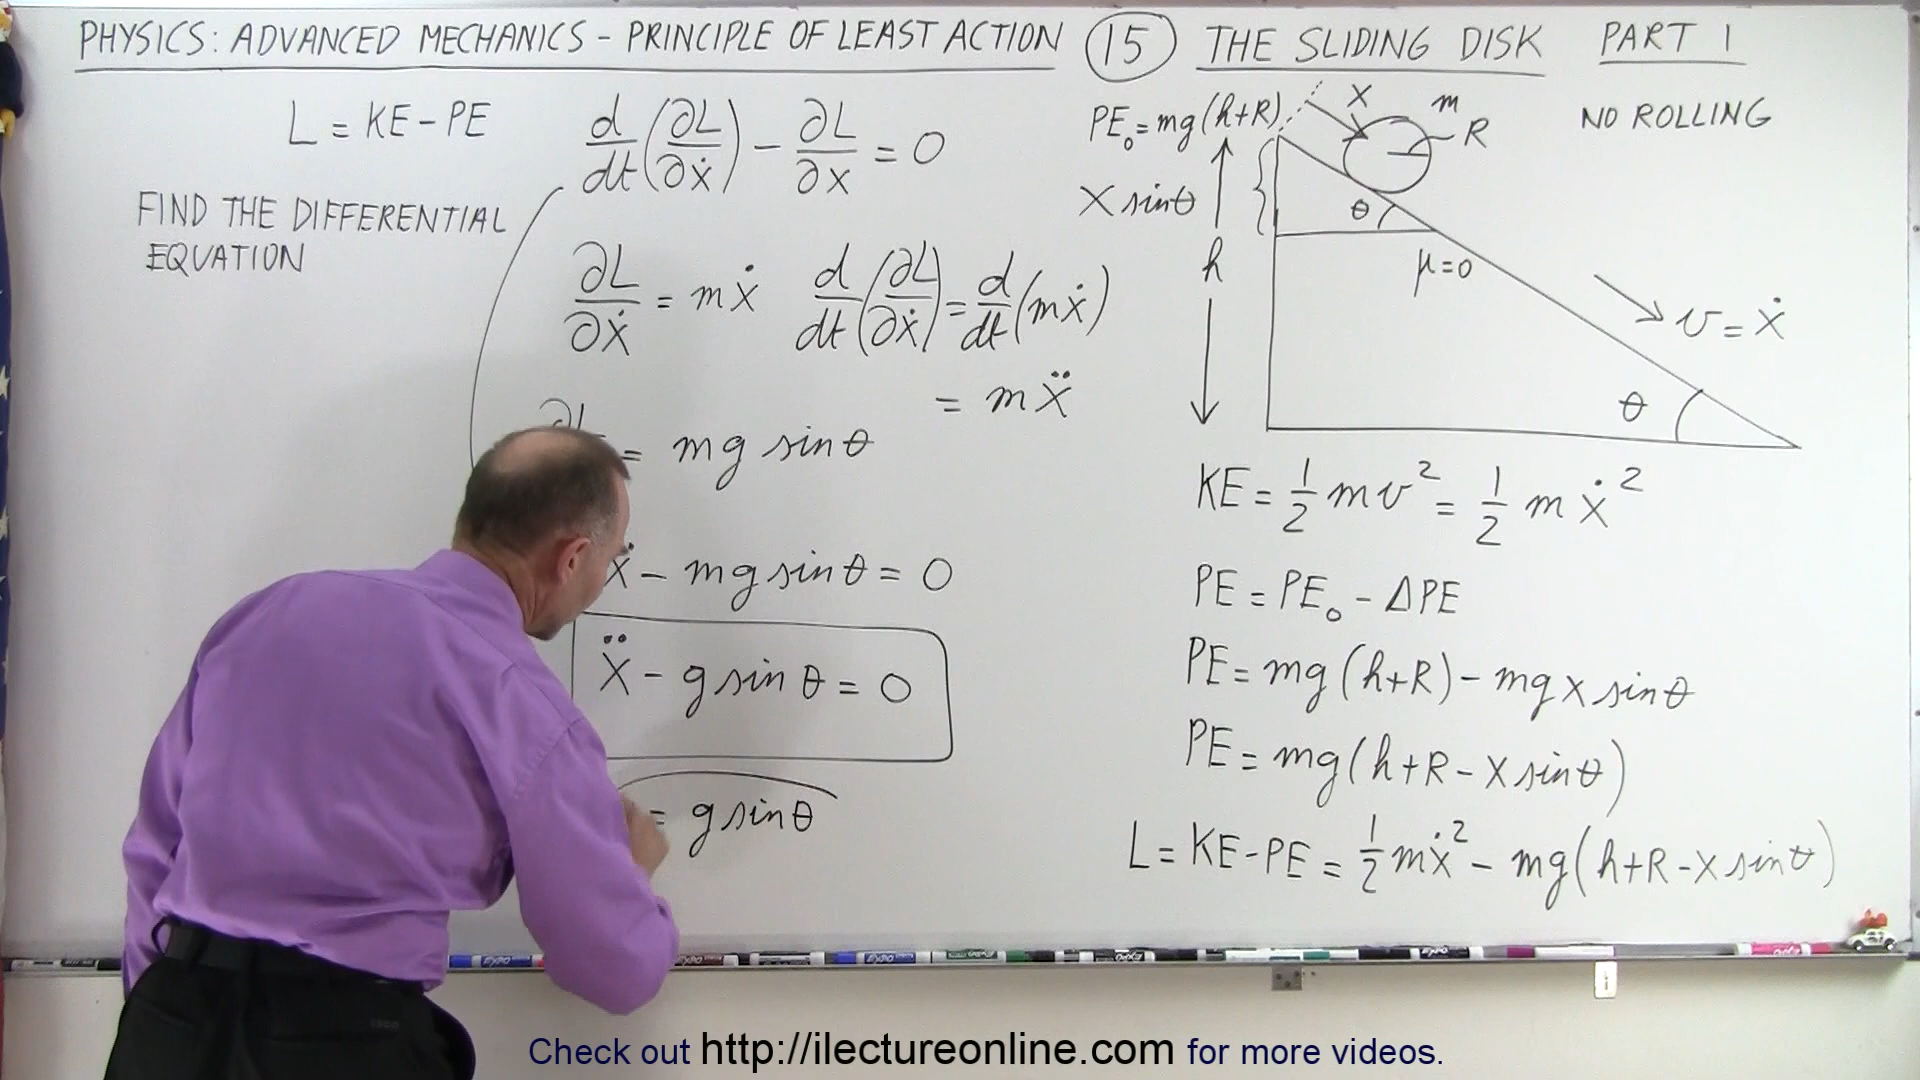 PHYSICS: ADVANCED MECHANICS - PRINCIPLE OF LEAST ACTION (15) THE SLIDING DISK PART 1
L = KE - PE
d/dt (∂L/∂ẋ) - ∂L/∂x = 0
FIND THE DIFFERENTIAL
EQUATION
∂L/∂ẋ = mẋ d/dt (∂L/∂ẋ) = d/dt (mẋ)
= mẍ
∂L = mg sinθ
ẍ - mg sinθ = 0
ẍ - g sinθ = 0
= g sinθ
PE₀ = mg(h+R)
X
m
R
NO ROLLING
X sinθ
θ
h
μ=0
v = ẋ
θ
KE = 1/2 mv² = 1/2 mẋ²
PE = PE₀ - ΔPE
PE = mg(h+R) - mgx sinθ
PE = mg(h+R-x sinθ)
L = KE-PE = 1/2 mẋ² - mg(h+R-x sinθ)
Check out http://ilectureonline.com for more videos.